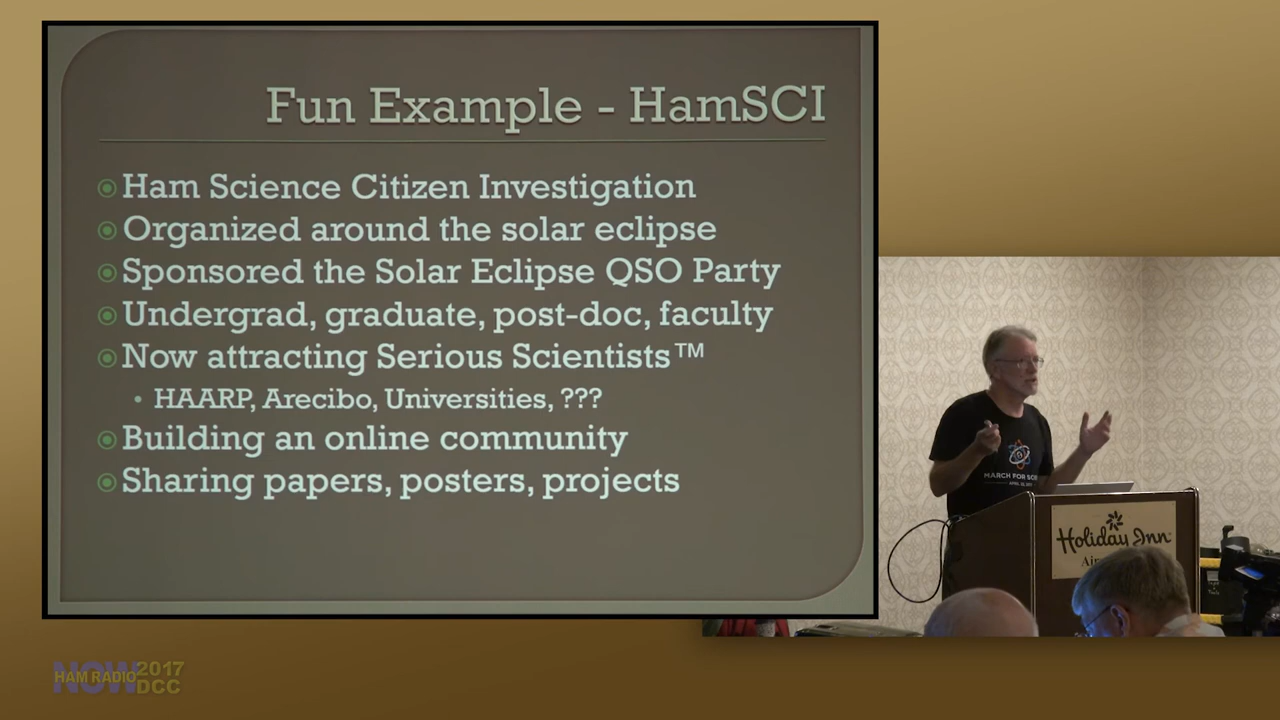 Fun Example - HamSCI
Ham Science Citizen Investigation
Organized around the solar eclipse
Sponsored the Solar Eclipse QSO Party
Undergrad, graduate, post-doc, faculty
Now attracting Serious Scientists™
HAARP, Arecibo, Universities, ???
Building an online community
Sharing papers, posters, projects
MARCH FOR SCI
Holiday Inn
NOW
HAM RADIO 2017
DCC